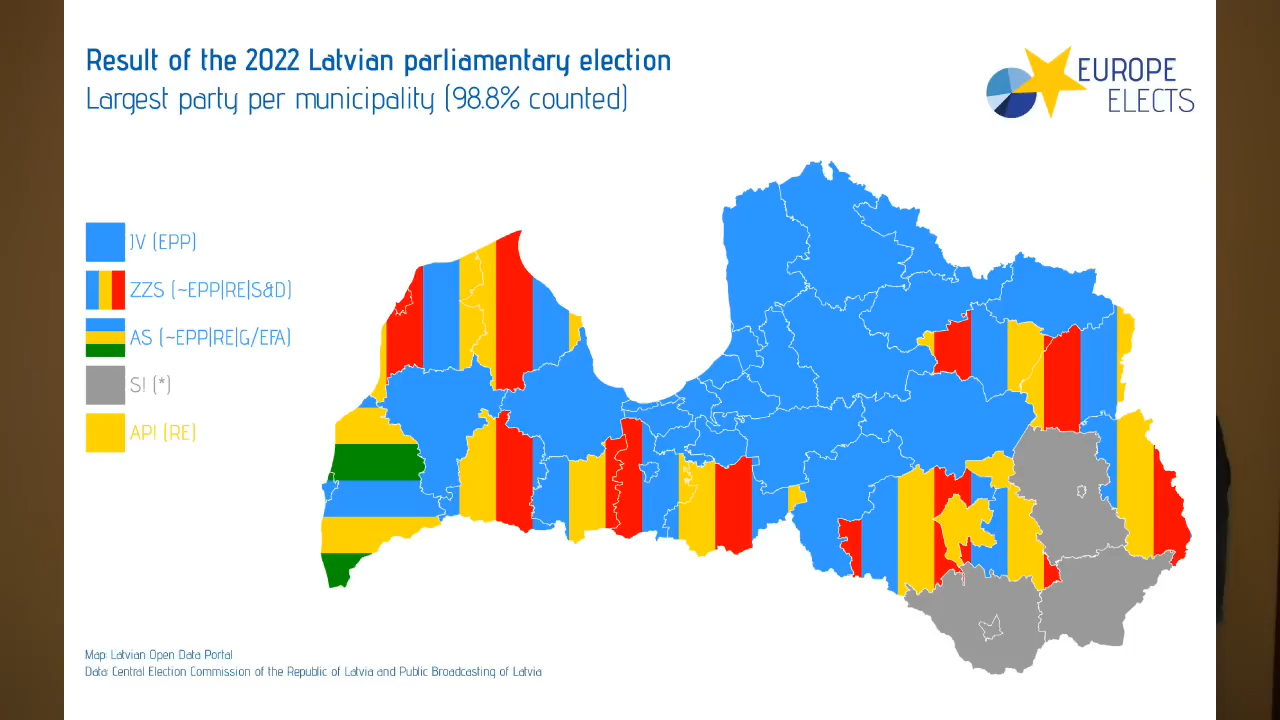 Result of the 2022 Latvian parliamentary election
Largest party per municipality (98.8% counted)
EUROPE
ELECTS
JV (EPP)
ZZS (~EPP|RE|S&D)
AS (~EPP|RE|G/EFA)
S! (*)
AP! (RE)
Map: Latvian Open Data Portal
Data: Central Election Commission of the Republic of Latvia and Public Broadcasting of Latvia